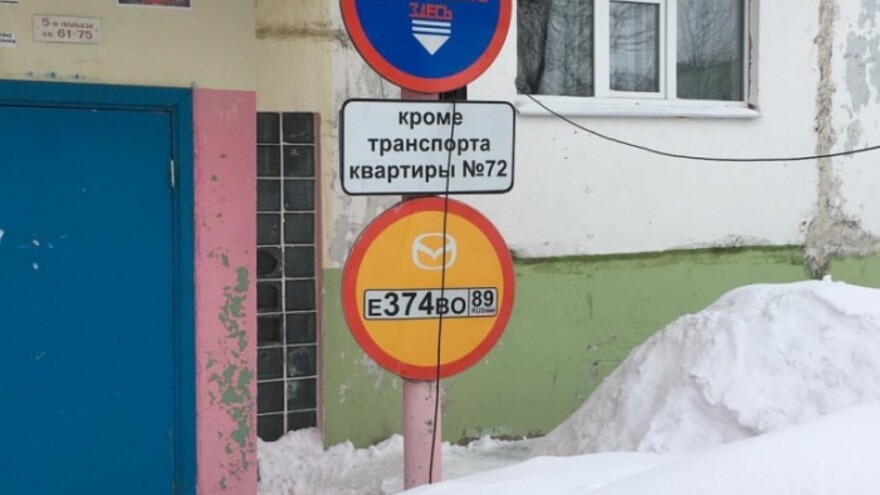 5-й подъезд
кв. 61-75
ЗДЕСЬ
кроме
транспорта
квартиры №72
Е374ВО 89
RUS